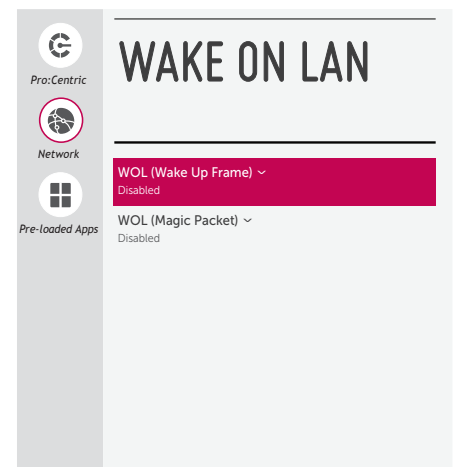 Pro:Centric
Network
Pre-loaded Apps
WAKE ON LAN
WOL (Wake Up Frame)
Disabled
WOL (Magic Packet)
Disabled